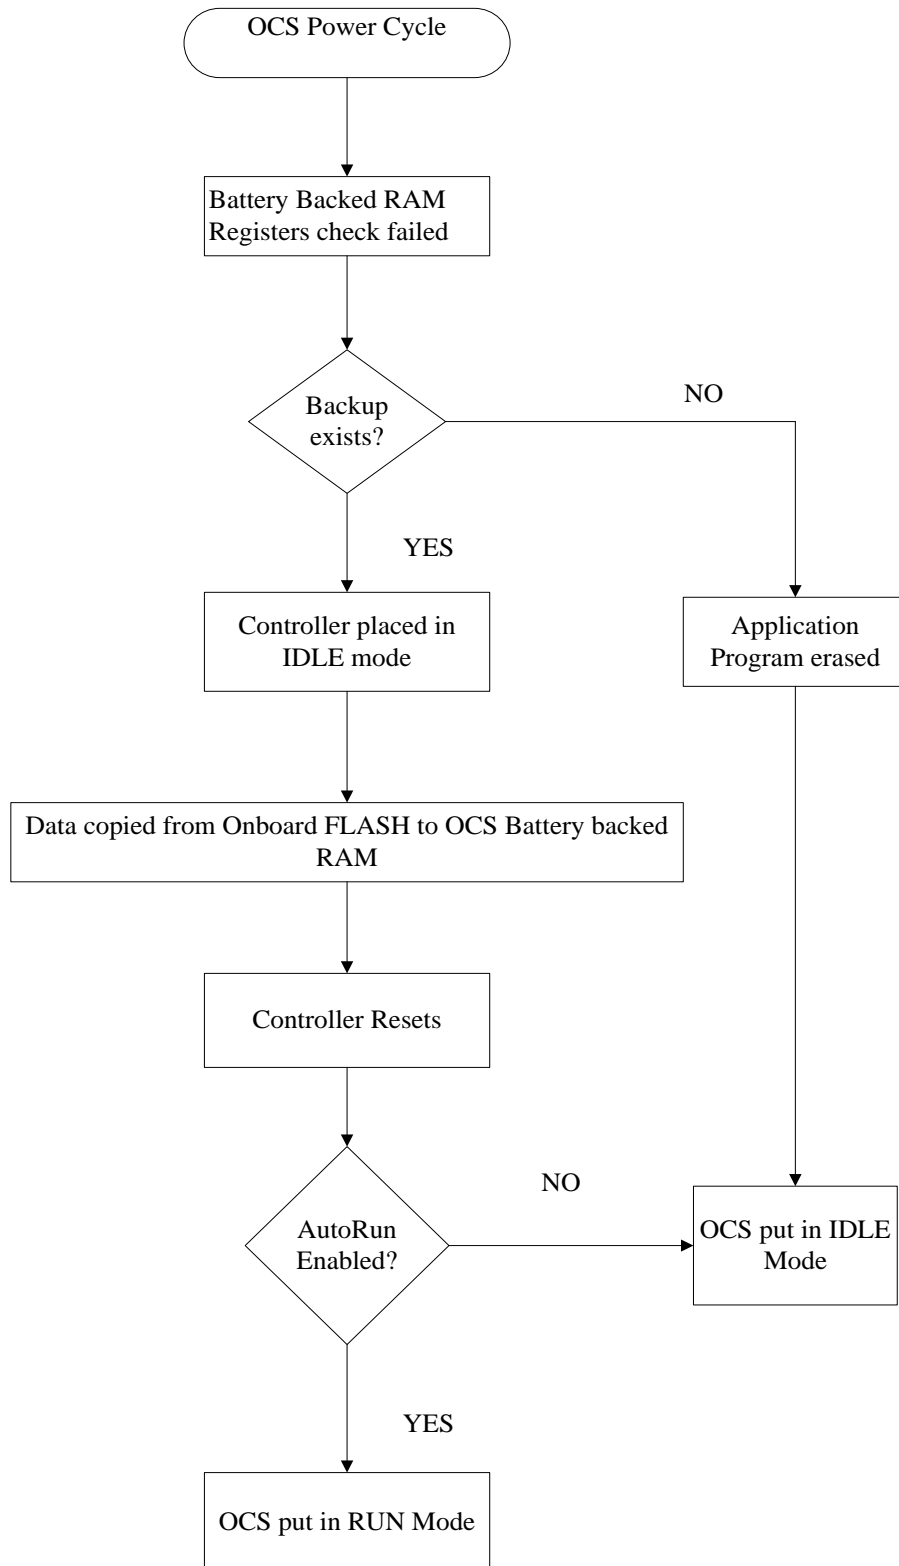 OCS Power Cycle
Battery Backed RAM
Registers check failed
Backup
exists?
NO
YES
Controller placed in
IDLE mode
Application
Program erased
Data copied from Onboard FLASH to OCS Battery backed
RAM
Controller Resets
AutoRun
Enabled?
NO
OCS put in IDLE
Mode
YES
OCS put in RUN Mode